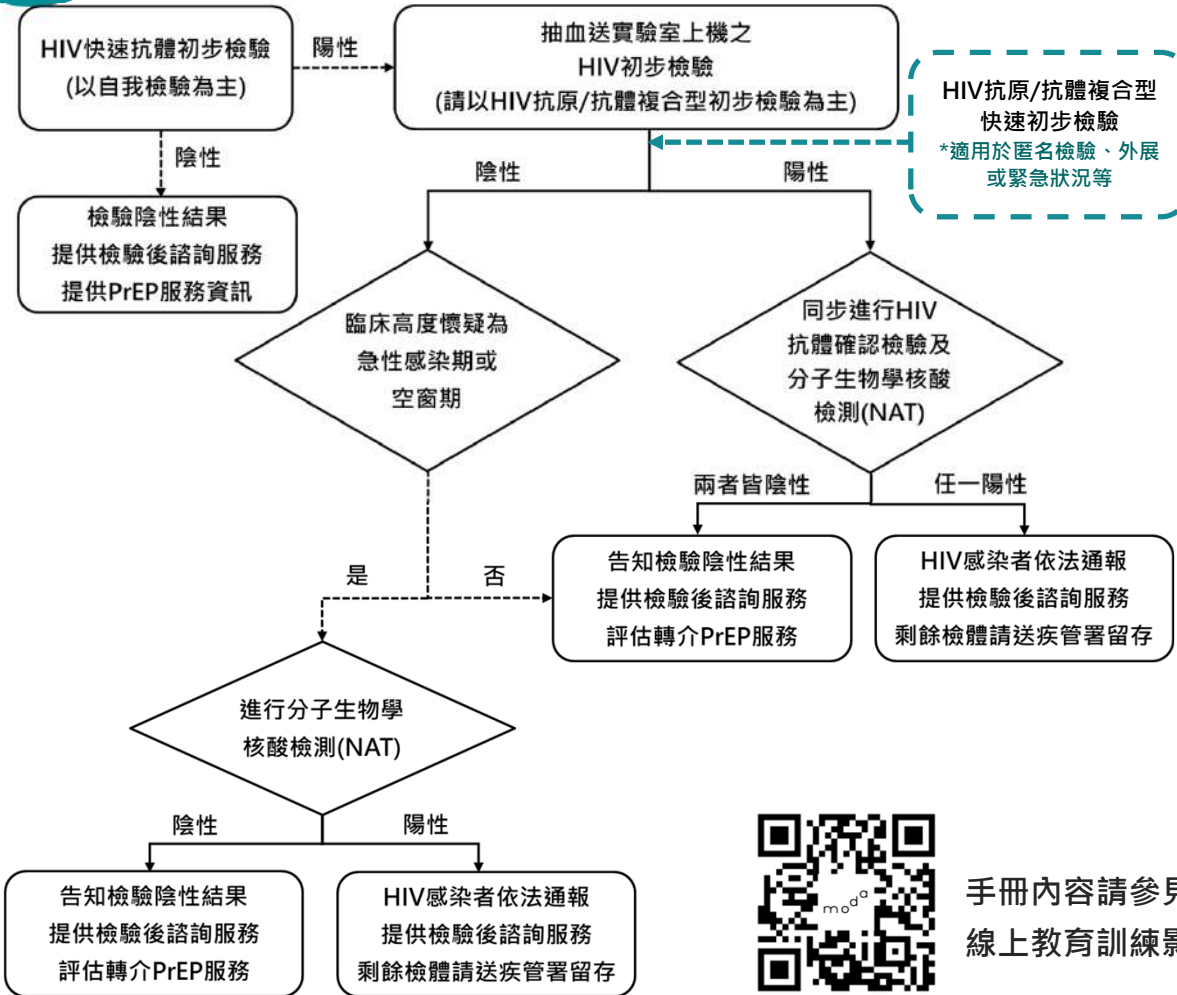 HIV快速抗體初步檢驗
(以自我檢驗為主)
陽性
抽血送實驗室上機之
HIV初步檢驗
(請以HIV抗原/抗體複合型初步檢驗為主)
HIV抗原/抗體複合型
快速初步檢驗
*適用於匿名檢驗、外展
或緊急狀況等
陰性
檢驗陰性結果
提供檢驗後諮詢服務
提供PrEP服務資訊
陰性
陽性
臨床高度懷疑為
急性感染期或
空窗期
同步進行HIV
抗體確認檢驗及
分子生物學核酸
檢測(NAT)
兩者皆陰性
任一陽性
是
否
告知檢驗陰性結果
提供檢驗後諮詢服務
評估轉介PrEP服務
HIV感染者依法通報
提供檢驗後諮詢服務
剩餘檢體請送疾管署留存
進行分子生物學
核酸檢測(NAT)
陰性
陽性
告知檢驗陰性結果
提供檢驗後諮詢服務
評估轉介PrEP服務
HIV感染者依法通報
提供檢驗後諮詢服務
剩餘檢體請送疾管署留存
moda
手冊內容請參見
線上教育訓練影